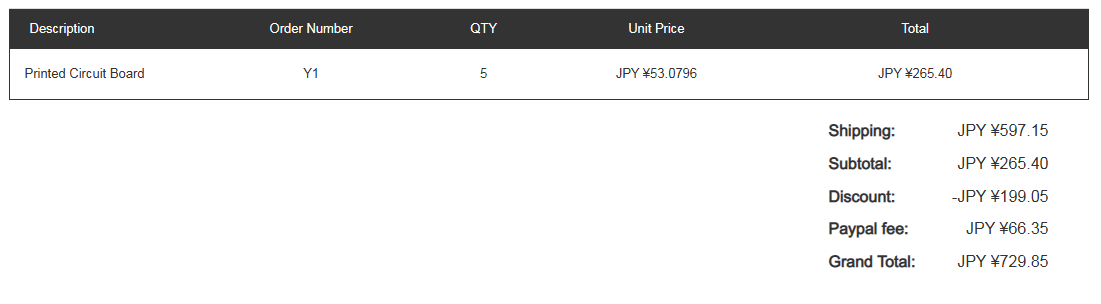 Description Order Number QTY Unit Price Total
Printed Circuit Board Y1 5 JPY ¥53.0796 JPY ¥265.40
Shipping: JPY ¥597.15
Subtotal: JPY ¥265.40
Discount: -JPY ¥199.05
Paypal fee: JPY ¥66.35
Grand Total: JPY ¥729.85